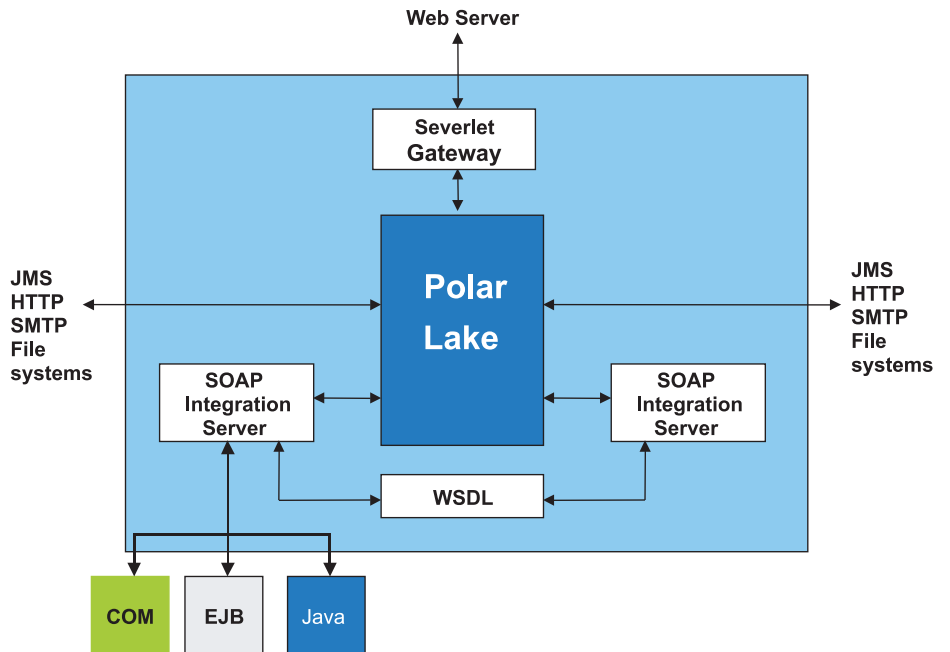 Web Server
Severlet
Gateway
Polar
Lake
JMS
HTTP
SMTP
File
systems
JMS
HTTP
SMTP
File
systems
SOAP
Integration
Server
SOAP
Integration
Server
WSDL
COM
EJB
Java